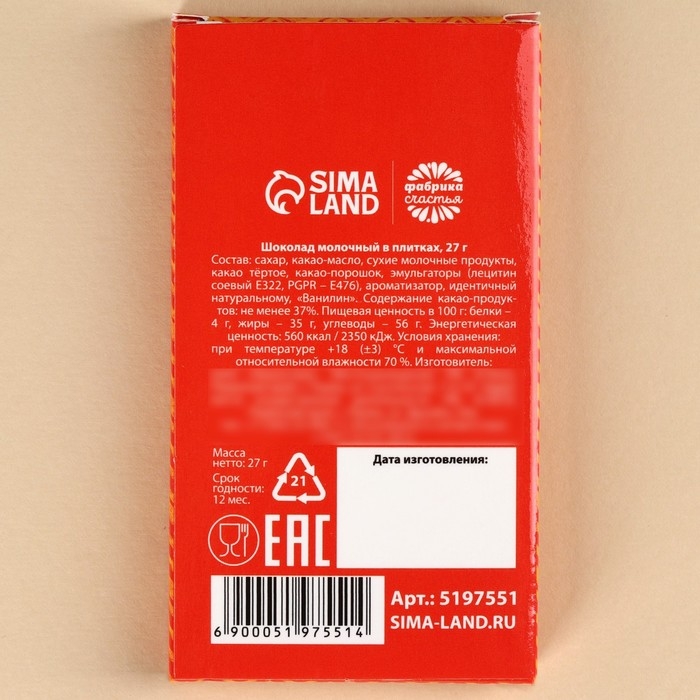 SIMA
LAND
фабрика
счастья
Шоколад молочный в плитках, 27 г
Состав: сахар, какао-масло, сухие молочные продукты,
какао тёртое, какао-порошок, эмульгаторы (лецитин
соевый Е322, PGPR – Е476), ароматизатор, идентичный
натуральному, «Ванилин». Содержание какао-продук-
тов: не менее 37%. Пищевая ценность в 100 г: белки –
4 г, жиры – 35 г, углеводы – 56 г. Энергетическая
ценность: 560 ккал / 2350 кДж. Условия хранения:
при температуре +18 (±3) °C и максимальной
относительной влажности 70 %. Изготовитель:
Масса
нетто: 27 г
Срок
годности:
12 мес.
21
Дата изготовления:
EAC
6 900051 975514
Арт.: 5197551
SIMA-LAND.RU